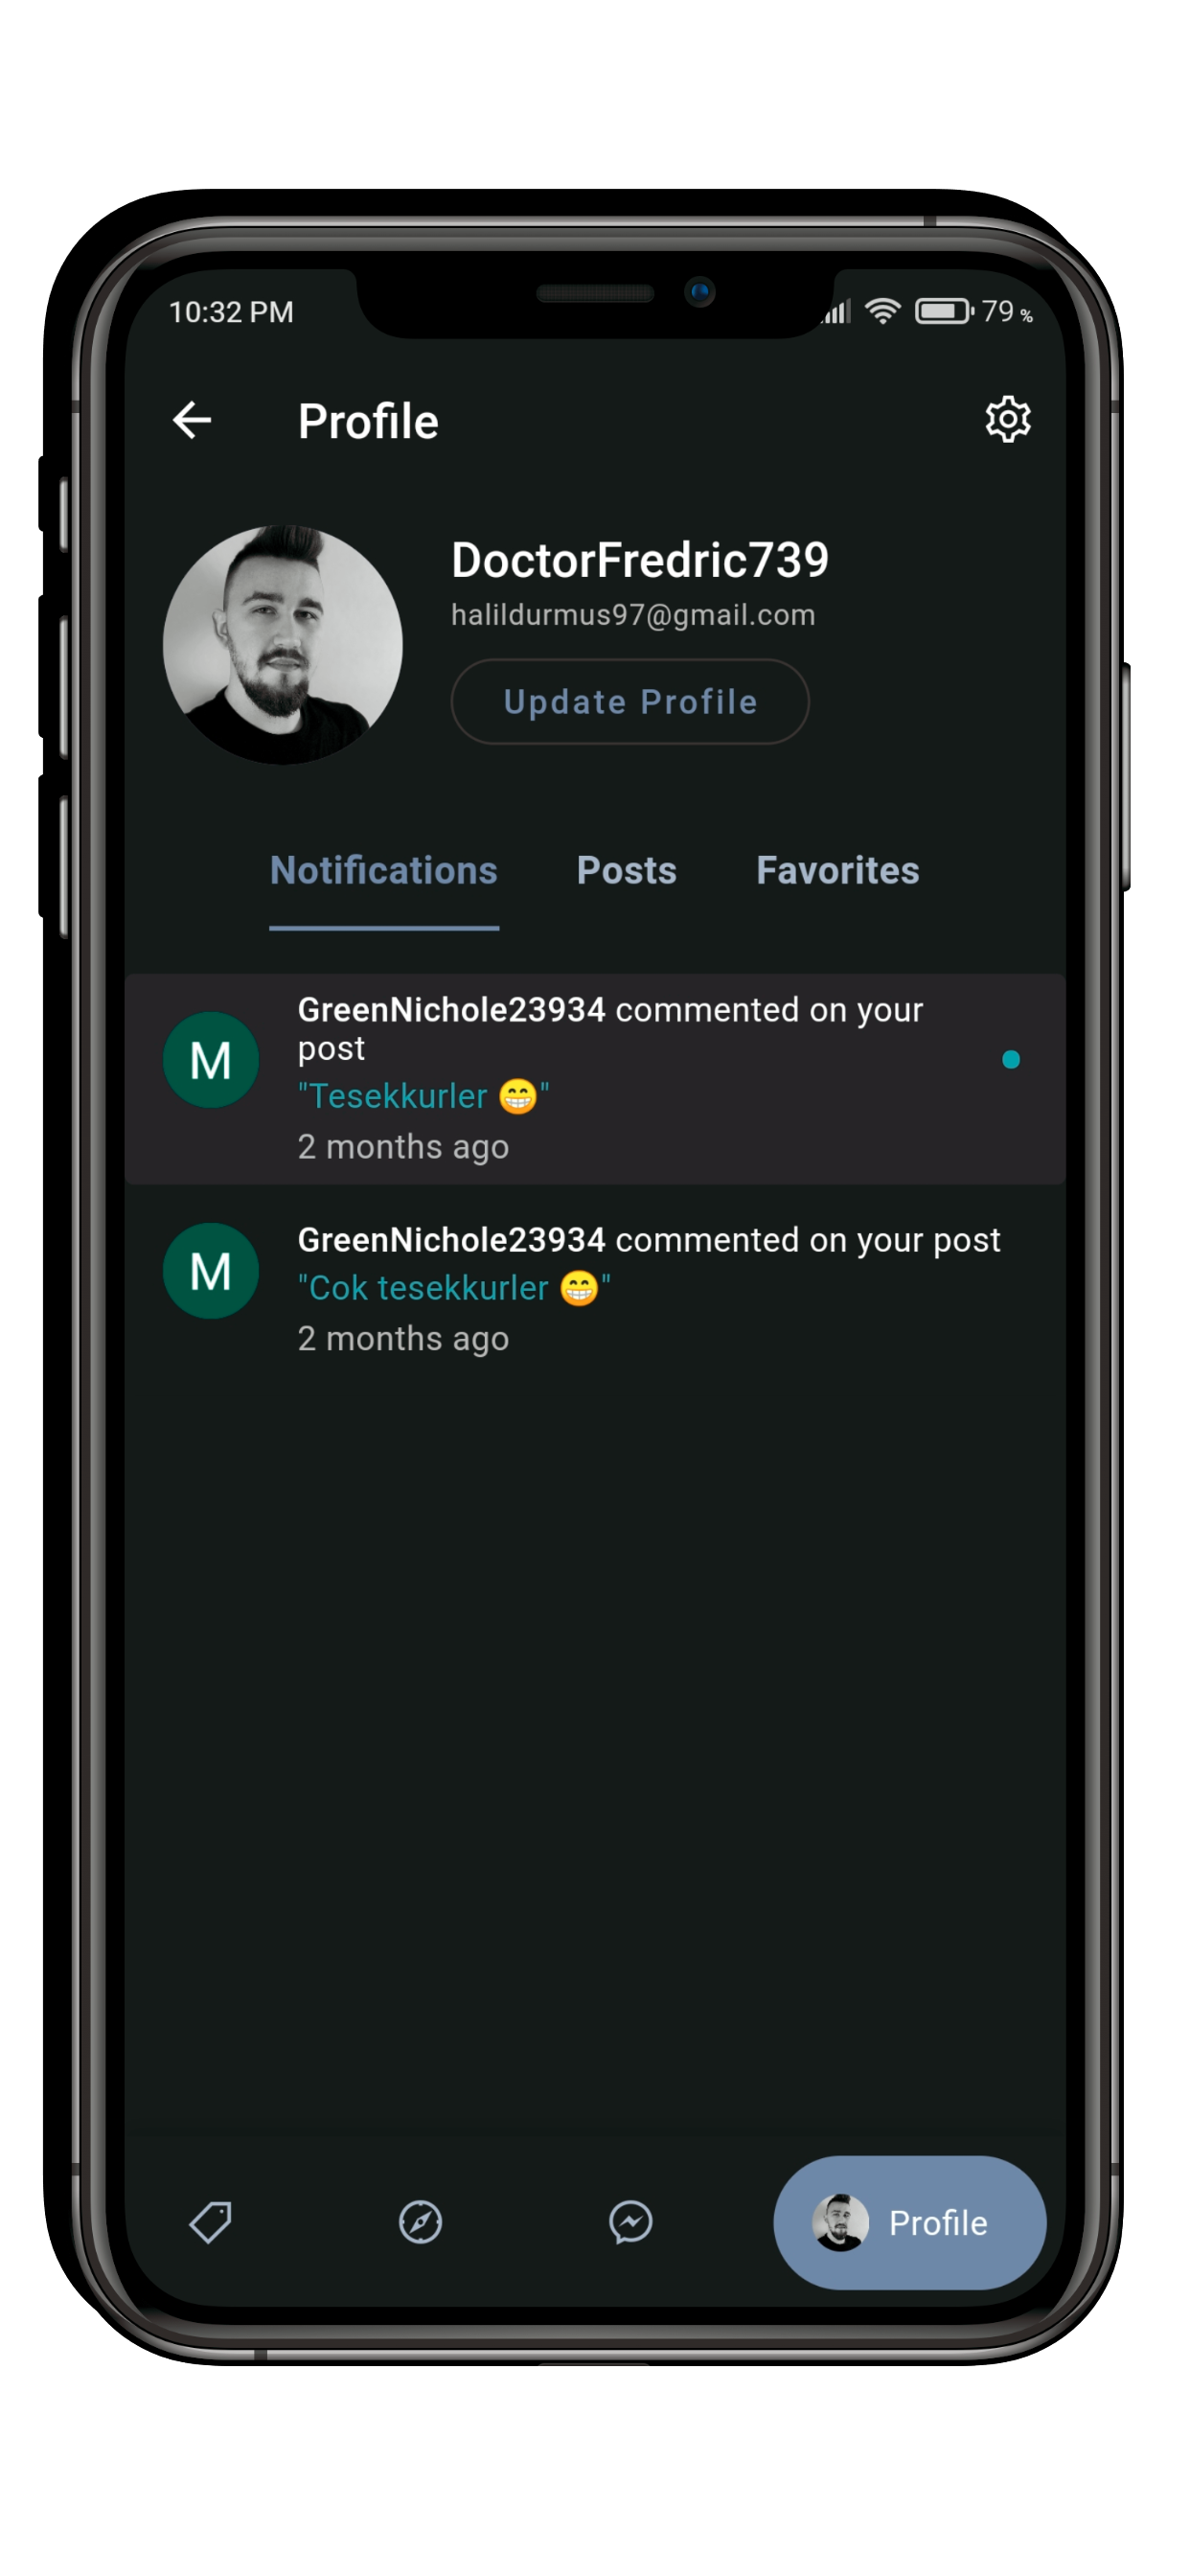 10:32 PM
79 %
Profile
DoctorFredric739
halildurmus97@gmail.com
Update Profile
Notifications Posts Favorites
M
GreenNichole23934 commented on your
post
"Tesekkurler 😁"
2 months ago
M
GreenNichole23934 commented on your post
"Cok tesekkurler 😁"
2 months ago
Profile